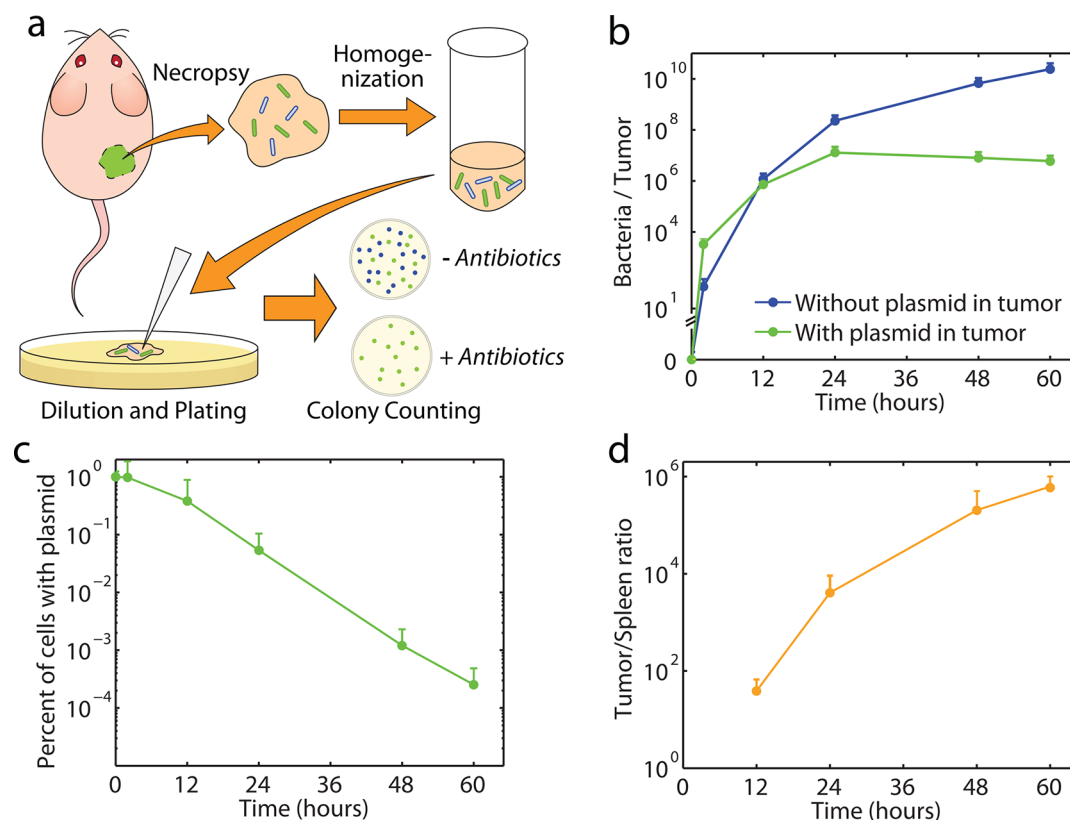 a
Necropsy
Homoge-
nization
- Antibiotics
+ Antibiotics
Dilution and Plating
Colony Counting
b
Bacteria / Tumor
10^10
10^8
10^6
10^4
10^1
0
Without plasmid in tumor
With plasmid in tumor
0 12 24 36 48 60
Time (hours)
c
Percent of cells with plasmid
10^0
10^−1
10^−2
10^−3
10^−4
0 12 24 36 48 60
Time (hours)
d
Tumor/Spleen ratio
10^6
10^4
10^2
10^0
0 12 24 36 48 60
Time (hours)